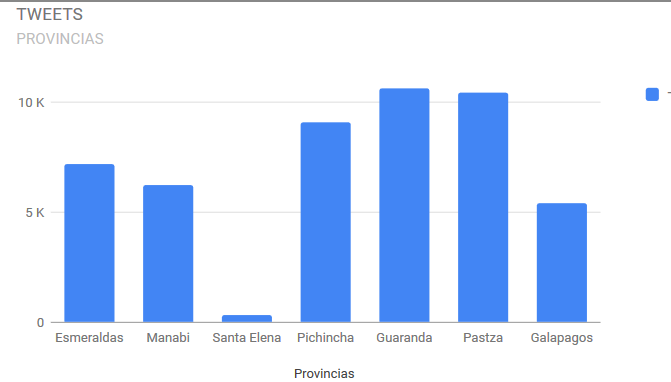 TWEETS
PROVINCIAS
10 K
5 K
0
Esmeraldas Manabi Santa Elena Pichincha Guaranda Pastza Galapagos
Provincias